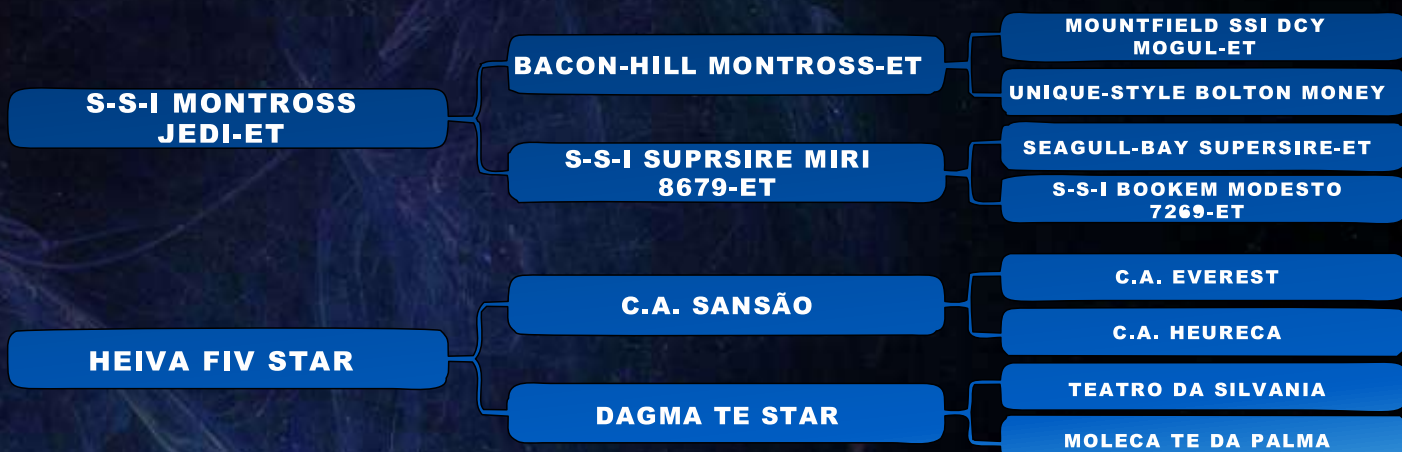 MOUNTFIELD SSI DCY
MOGUL-ET
BACON-HILL MONTROSS-ET
UNIQUE-STYLE BOLTON MONEY
S-S-I MONTROSS
JEDI-ET
SEAGULL-BAY SUPERSIRE-ET
S-S-I SUPRSIRE MIRI
8679-ET
S-S-I BOOKEM MODESTO
7269-ET
C.A. EVEREST
C.A. SANSÃO
C.A. HEURECA
HEIVA FIV STAR
TEATRO DA SILVANIA
DAGMA TE STAR
MOLECA TE DA PALMA